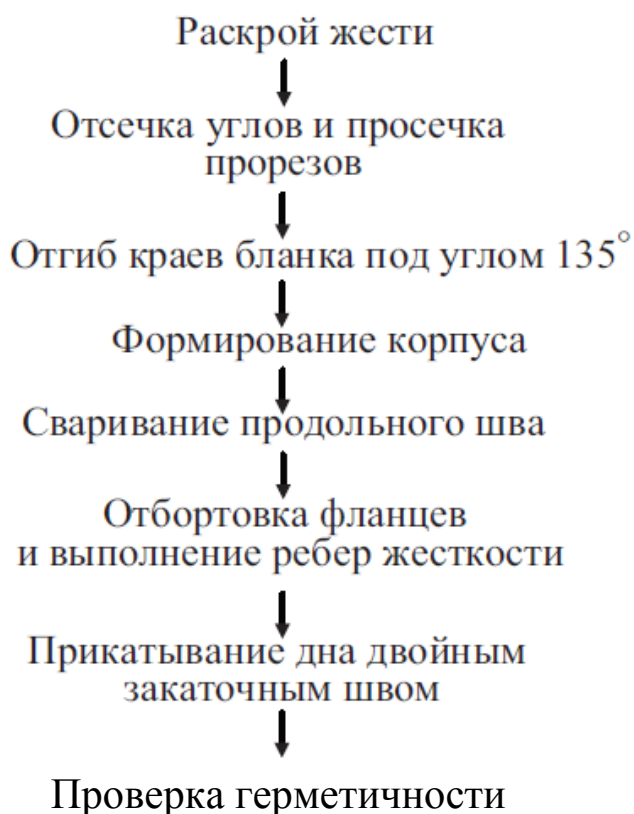 Раскрой жести
Отсечка углов и просечка
прорезов
Отгиб краев бланка под углом 135°
Формирование корпуса
Сваривание продольного шва
Отбортовка фланцев
и выполнение ребер жесткости
Прикатывание дна двойным
закаточным швом
Проверка герметичности